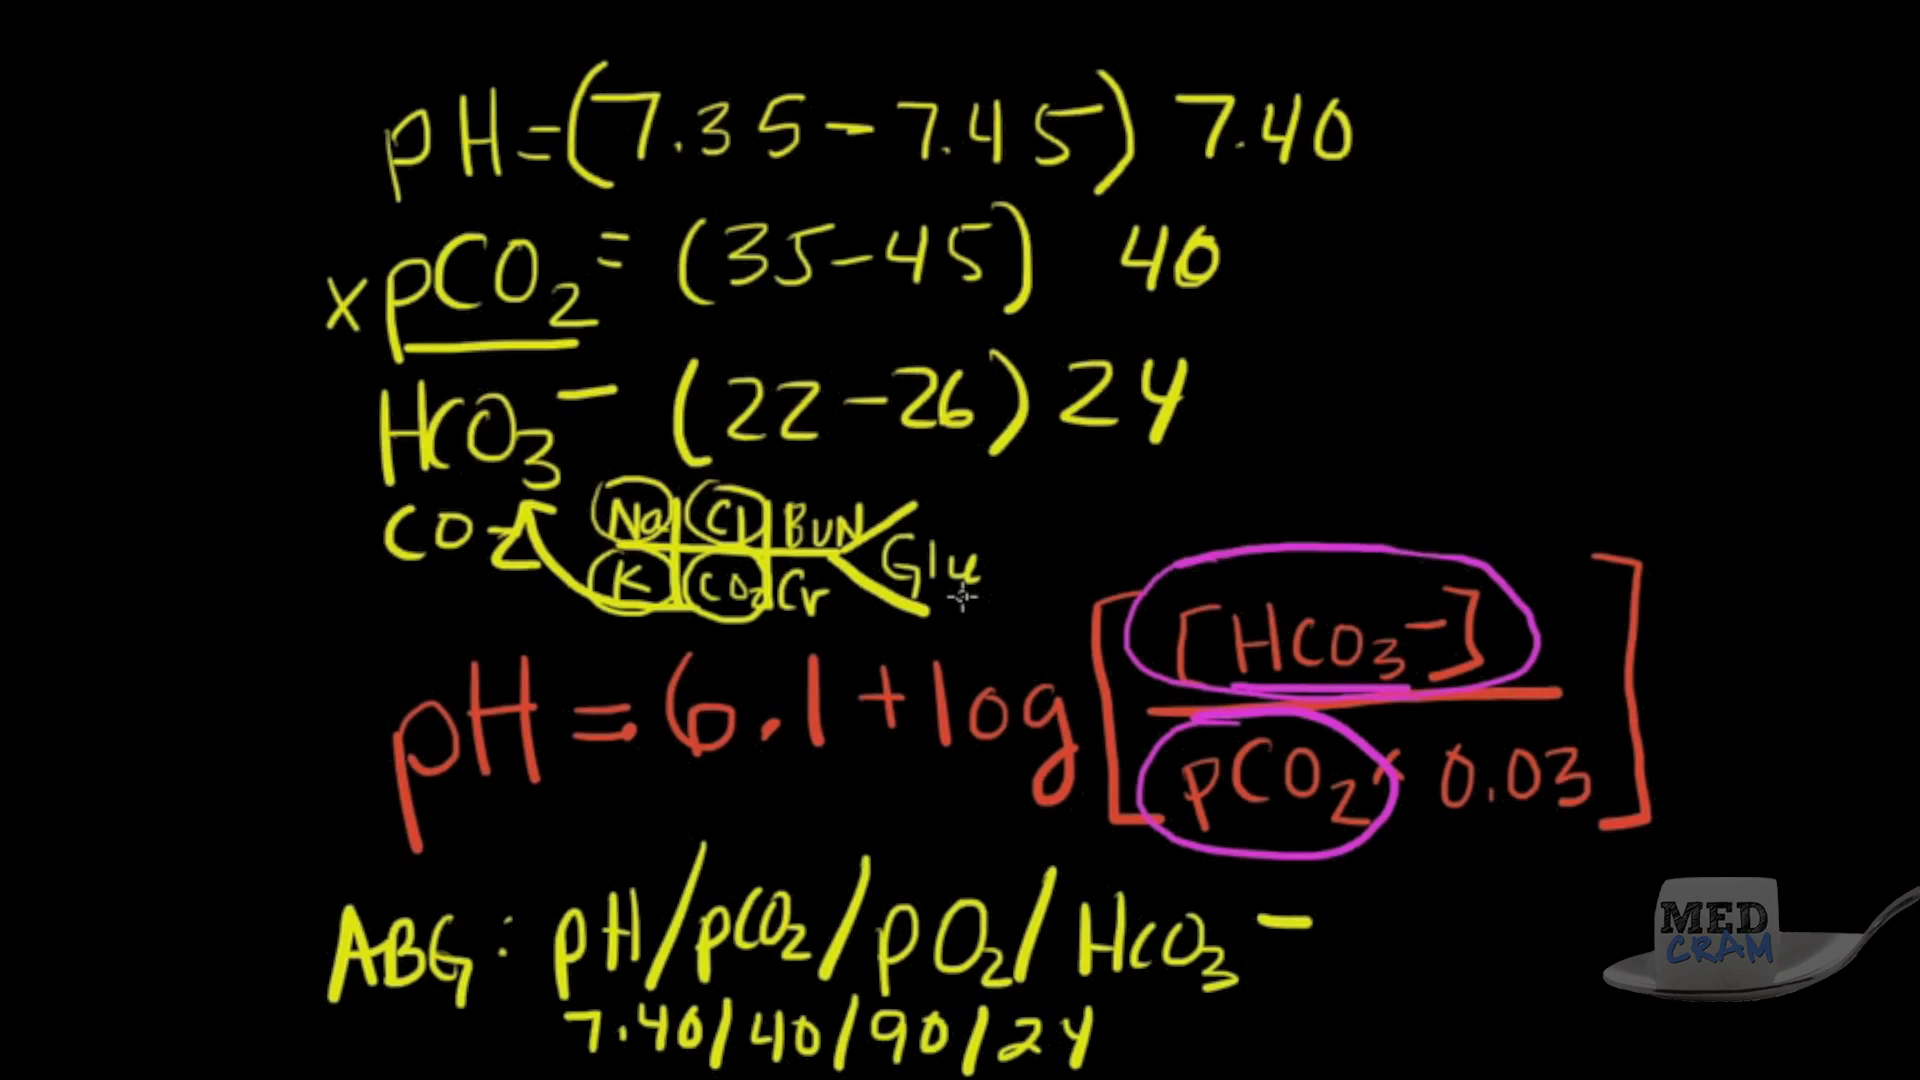 pH=(7.35-7.45) 7.40
x pCO2= (35-45) 40
HCO3- (22-26) 24
CO2
Na Cl BUN Glu
K CO2 Cr
pH=6.1+log[[HCO3-]/pCO2×0.03]
ABG: pH/pCO2/pO2/HCO3-
7.40/40/90/24
MED
CRAM